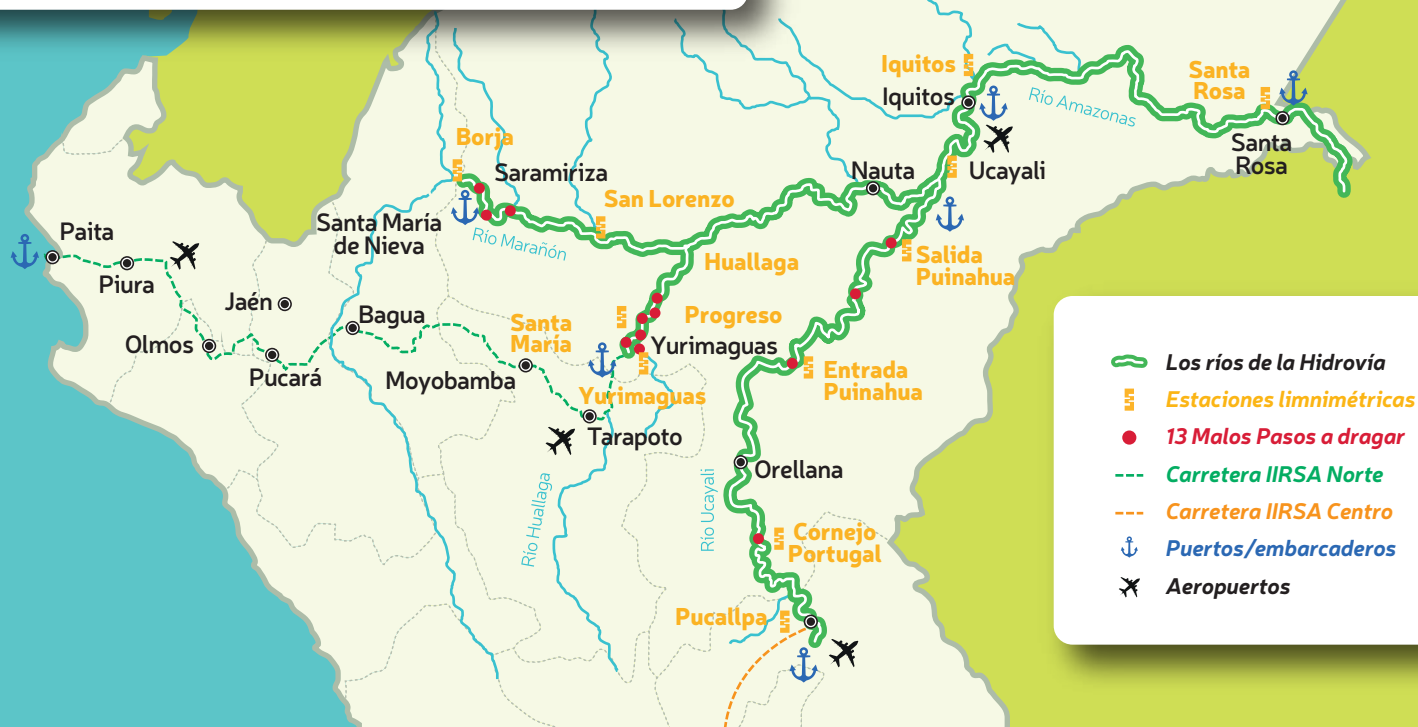 Iquitos
Iquitos
Río Amazonas
Santa
Rosa
Santa
Rosa
Borja
Saramiriza
San Lorenzo
Nauta
Ucayali
Santa María
de Nieva
Río Marañón
Paita
Piura
Huallaga
Salida
Puinahua
Jaén
Bagua
Olmos
Pucará
Santa
María
Progreso
Yurimaguas
Moyobamba
Yurimaguas
Entrada
Puinahua
Tarapoto
Orellana
Río Huallaga
Río Ucayali
Cornejo
Portugal
Pucallpa
Los ríos de la Hidrovía
Estaciones limnimétricas
13 Malos Pasos a dragar
Carretera IIRSA Norte
Carretera IIRSA Centro
Puertos/embarcaderos
Aeropuertos